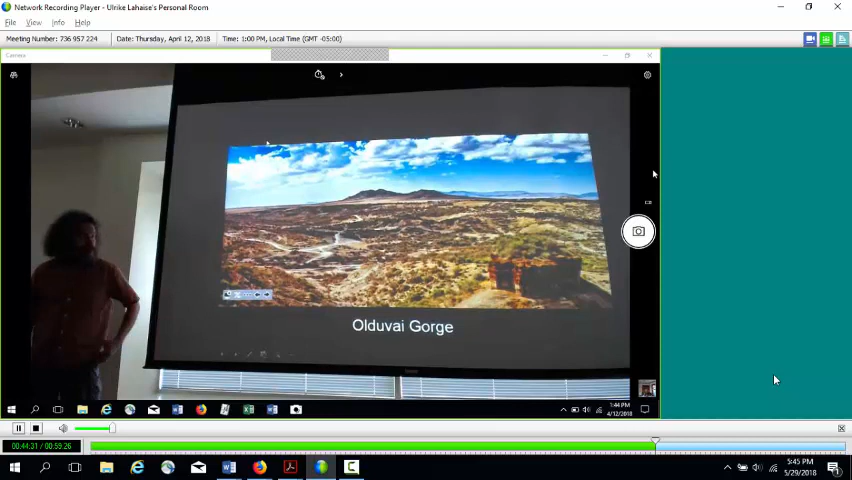 Network Recording Player - Ulrike Lahaise's Personal Room
File View Info Help
Meeting Number: 736 957 224 Date: Thursday, April 12, 2018 Time: 1:00 PM, Local Time (GMT -05:00)
Camera
Olduvai Gorge
1:44 PM
4/12/2018
00:44:31 / 00:59:26
5:45 PM
5/29/2018